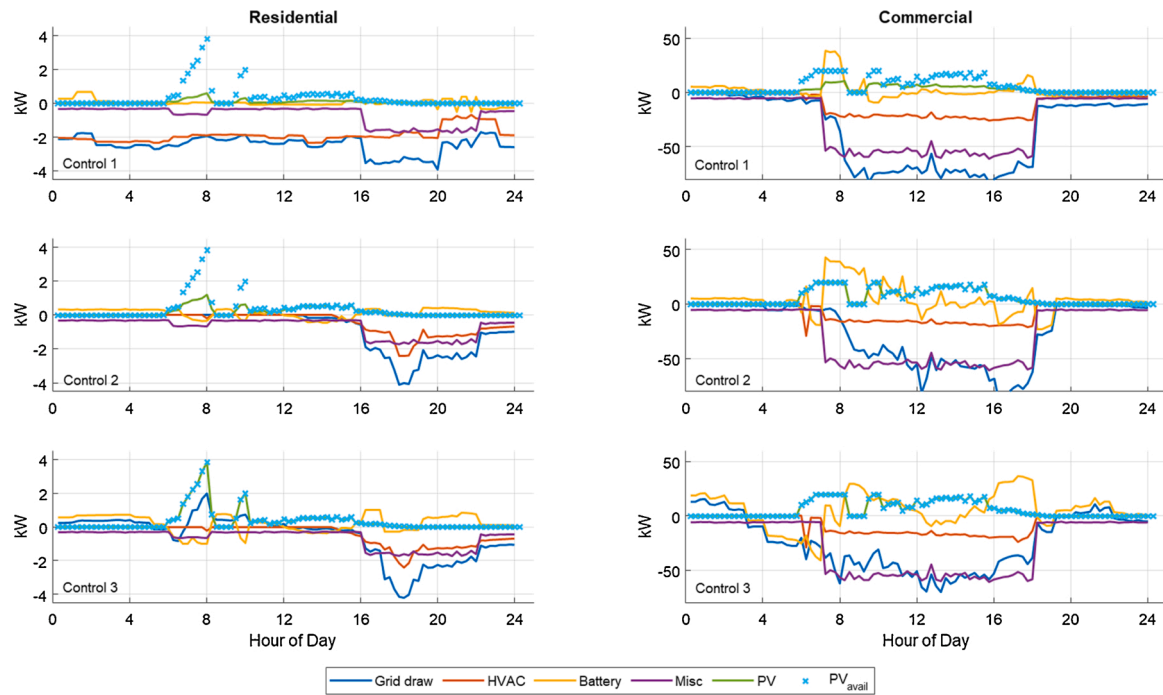 Residential
Commercial
4
2
0
-2
-4
kW
Control 1
0 4 8 12 16 20 24
50
0
-50
kW
Control 1
0 4 8 12 16 20 24
4
2
0
-2
-4
kW
Control 2
0 4 8 12 16 20 24
50
0
-50
kW
Control 2
0 4 8 12 16 20 24
4
2
0
-2
-4
kW
Control 3
0 4 8 12 16 20 24
Hour of Day
50
0
-50
kW
Control 3
0 4 8 12 16 20 24
Hour of Day
Grid draw HVAC Battery Misc PV PVavail